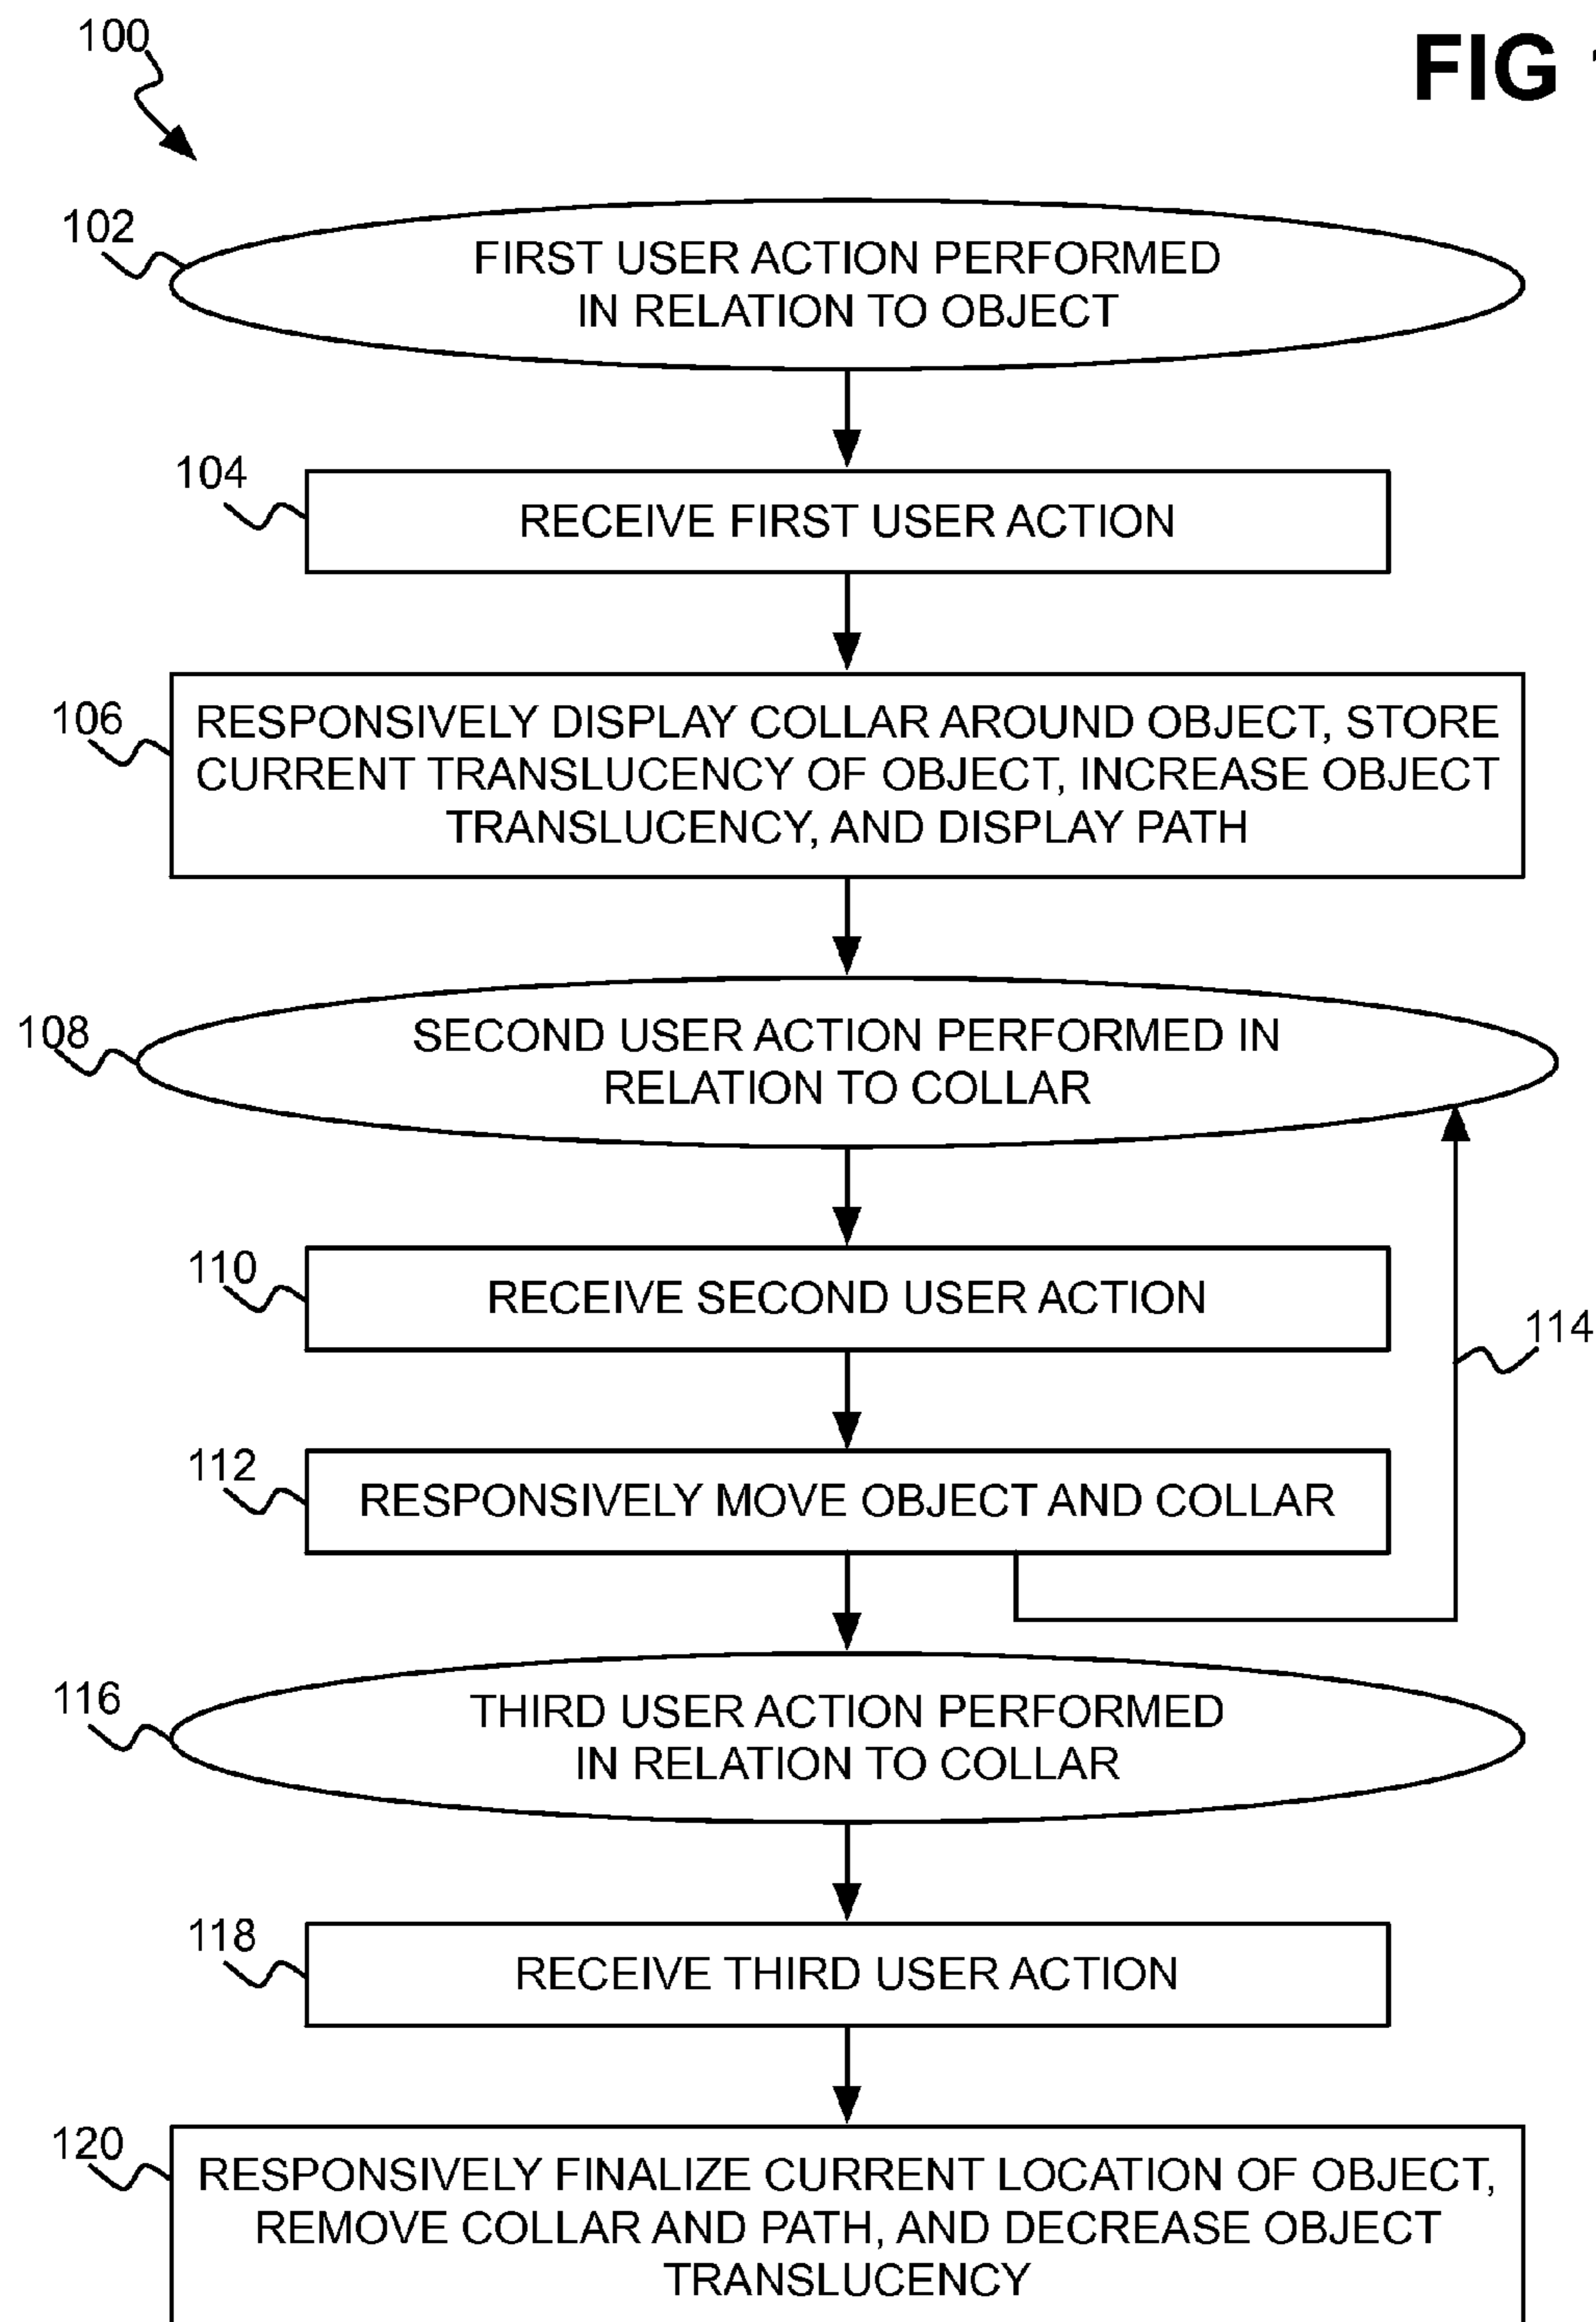 100
FIG
102
FIRST USER ACTION PERFORMED
IN RELATION TO OBJECT
104
RECEIVE FIRST USER ACTION
106
RESPONSIVELY DISPLAY COLLAR AROUND OBJECT, STORE
CURRENT TRANSLUCENCY OF OBJECT, INCREASE OBJECT
TRANSLUCENCY, AND DISPLAY PATH
108
SECOND USER ACTION PERFORMED IN
RELATION TO COLLAR
110
RECEIVE SECOND USER ACTION
114
112
RESPONSIVELY MOVE OBJECT AND COLLAR
116
THIRD USER ACTION PERFORMED
IN RELATION TO COLLAR
118
RECEIVE THIRD USER ACTION
120
RESPONSIVELY FINALIZE CURRENT LOCATION OF OBJECT,
REMOVE COLLAR AND PATH, AND DECREASE OBJECT
TRANSLUCENCY